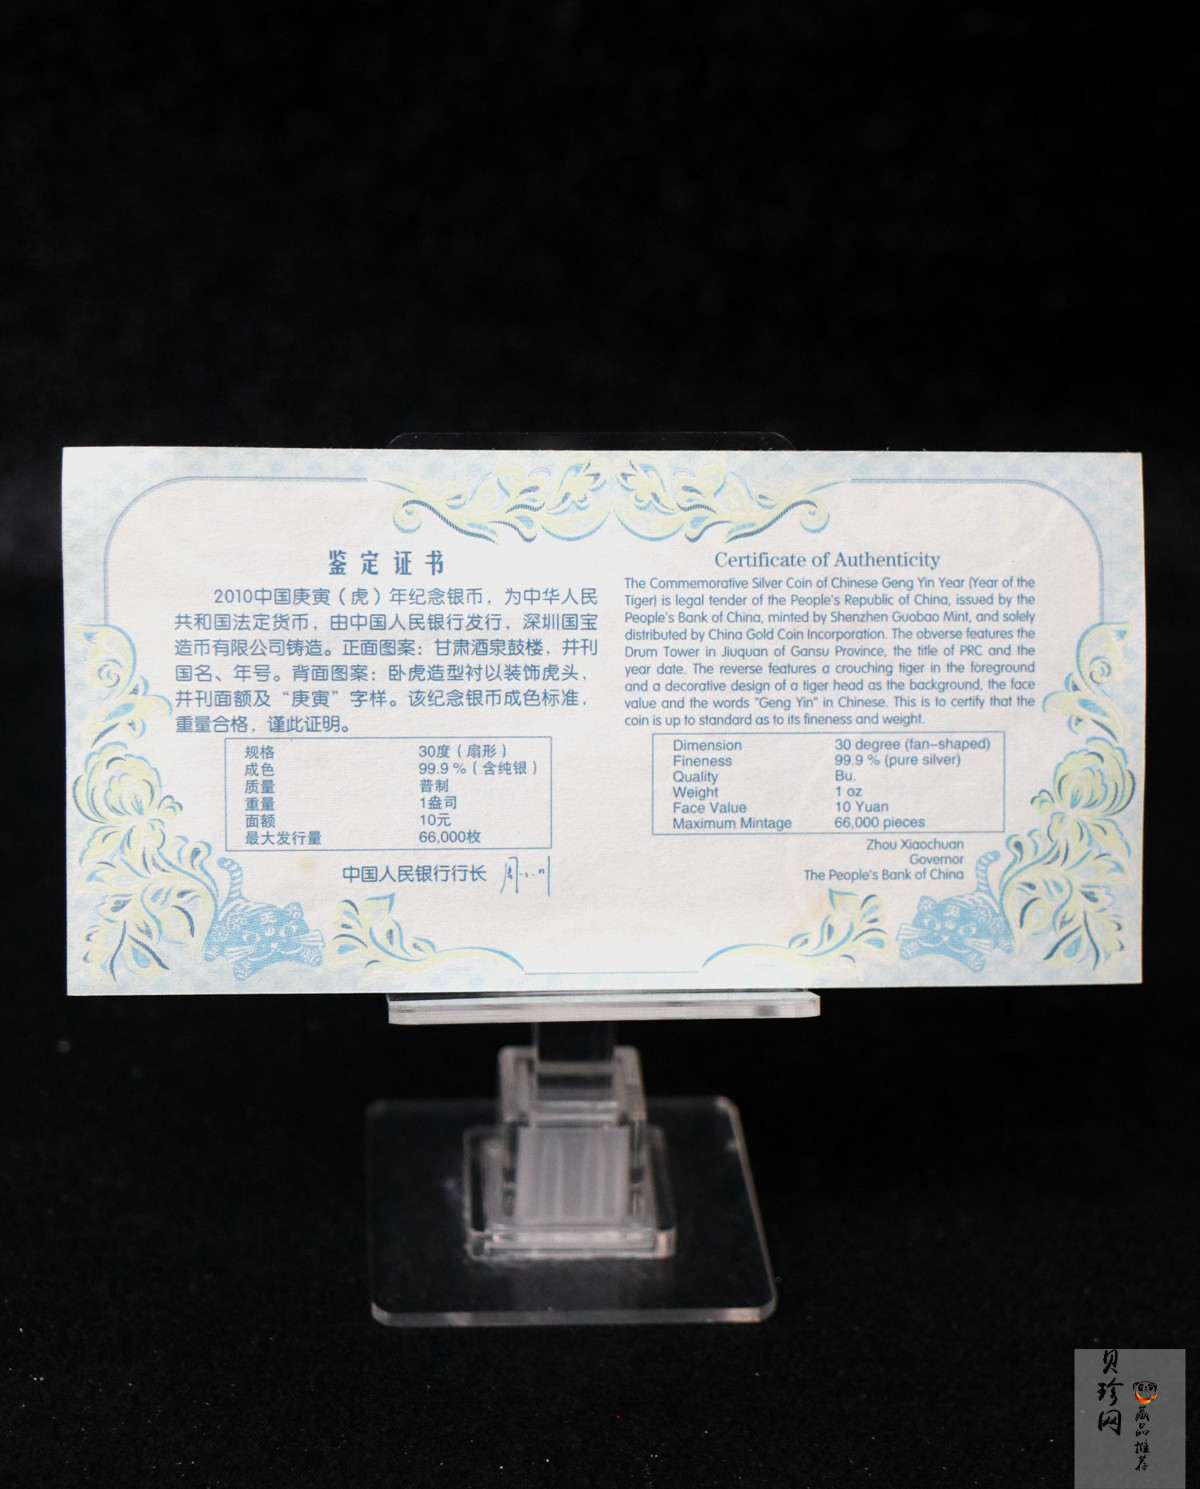 鉴定证书
2010中国庚寅（虎）年纪念银币，为中华人民
共和国法定货币，由中国人民银行发行，深圳国宝
造币有限公司铸造。正面图案：甘肃酒泉鼓楼，并刊
国名、年号。背面图案：卧虎造型衬以装饰虎头，
并刊面额及“庚寅”字样。该纪念银币成色标准，
重量合格，谨此证明。
规格 30度（扇形）
成色 99.9％（含纯银）
质量 普制
重量 1盎司
面额 10元
最大发行量 66,000枚
中国人民银行行长 周小川
Certificate of Authenticity
The Commemorative Silver Coin of Chinese Geng Yin Year (Year of the
Tiger) is legal tender of the People's Republic of China, issued by the
People's Bank of China, minted by Shenzhen Guobao Mint, and solely
distributed by China Gold Coin Incorporation. The obverse features the
Drum Tower in Jiuquan of Gansu Province, the title of PRC and the
year date. The reverse features a crouching tiger in the foreground
and a decorative design of a tiger head as the background, the face
value and the words "Geng Yin" in Chinese. This is to certify that the
coin is up to standard as to its fineness and weight.
Dimension 30 degree (fan-shaped)
Fineness 99.9 % (pure silver)
Quality Bu.
Weight 1 oz
Face Value 10 Yuan
Maximum Mintage 66,000 pieces
Zhou Xiaochuan
Governor
The People's Bank of China
贝珍网
藏品推荐